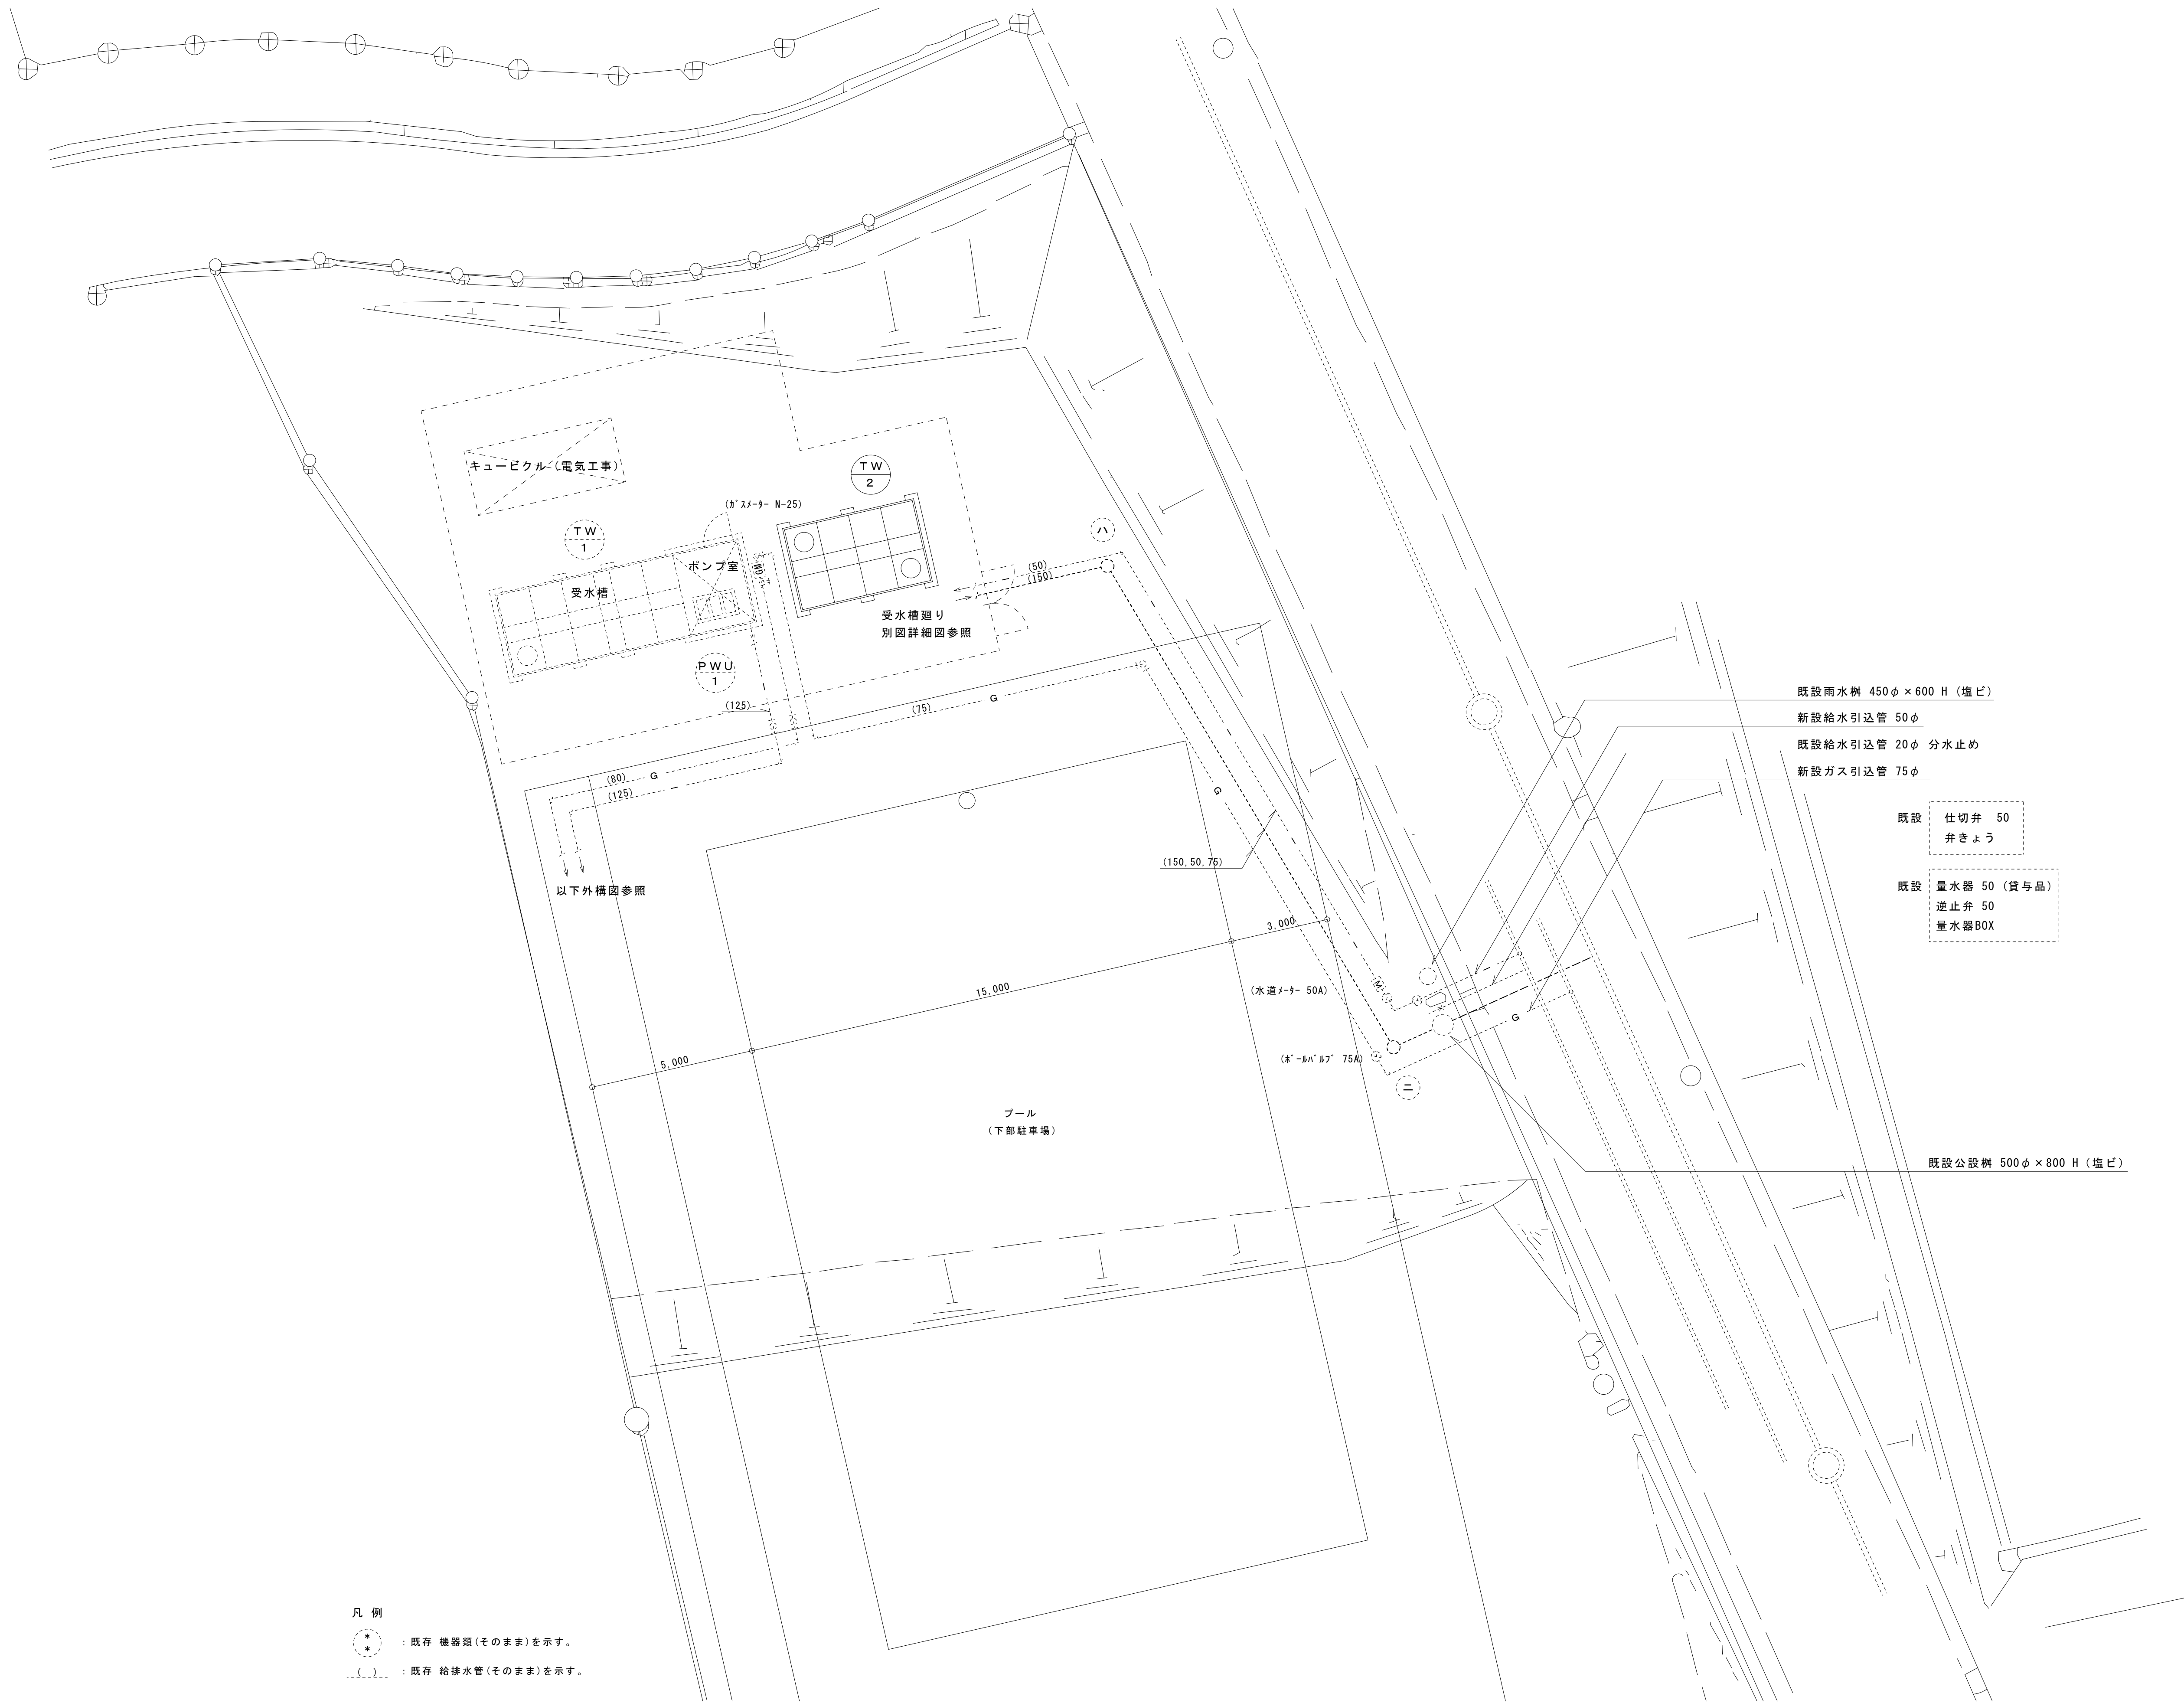 キュービクル（電気工事）
TW
2
(ｶﾞｽﾒｰﾀｰ N-25)
TW
1
ハ
ポンプ室
GM
受水槽
(50)
(150)
受水槽廻り
別図詳細図参照
PWU
1
(125)
(75)
G
(80)
G
(125)
G
以下外構図参照
(150,50,75)
既設雨水桝 450φ×600 H（塩ビ）
新設給水引込管 50φ
既設給水引込管 20φ 分水止め
新設ガス引込管 75φ
既設
仕切弁 50
弁きょう
既設
量水器 50（貸与品）
逆止弁 50
量水器BOX
3,000
15,000
5,000
(水道ﾒｰﾀｰ 50A)
M
G
(ﾎﾞｰﾙﾊﾞﾙﾌﾞ 75A)
ニ
プール
（下部駐車場）
既設公設桝 500φ×800 H（塩ビ）
凡 例
*
*
：既存 機器類(そのまま)を示す。
( )
：既存 給排水管(そのまま)を示す。